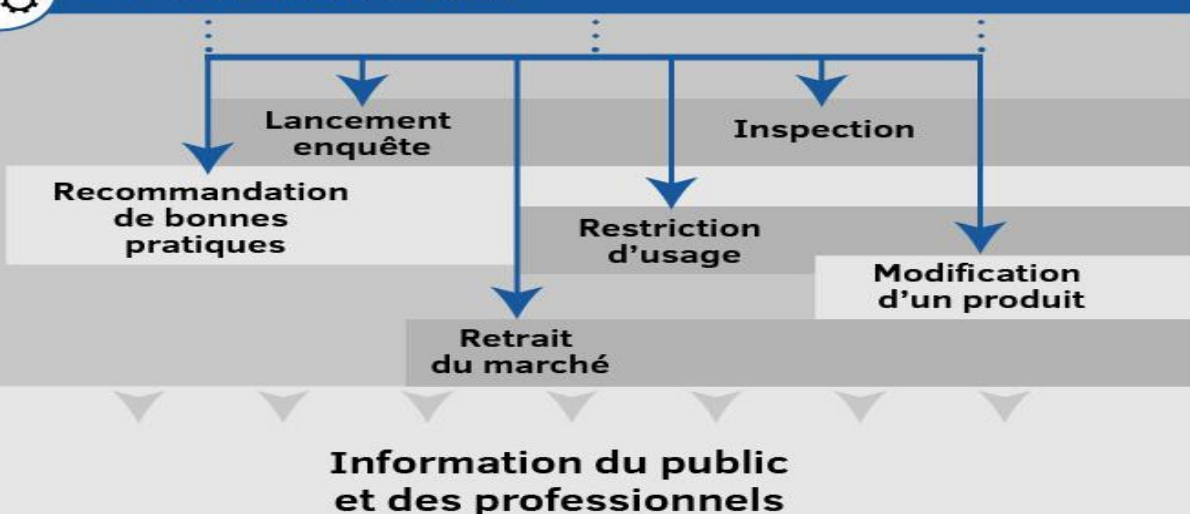 Lancement
enquête
Inspection
Recommandation
de bonnes
pratiques
Restriction
d'usage
Modification
d'un produit
Retrait
du marché
Information du public
et des professionnels